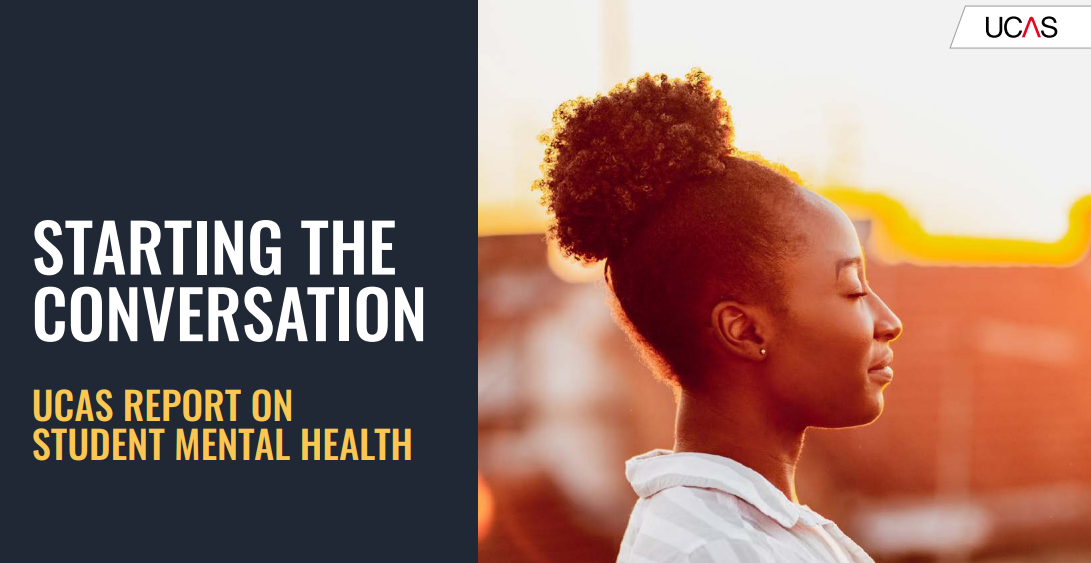 UCAS
STARTING THE
CONVERSATION
UCAS REPORT ON
STUDENT MENTAL HEALTH